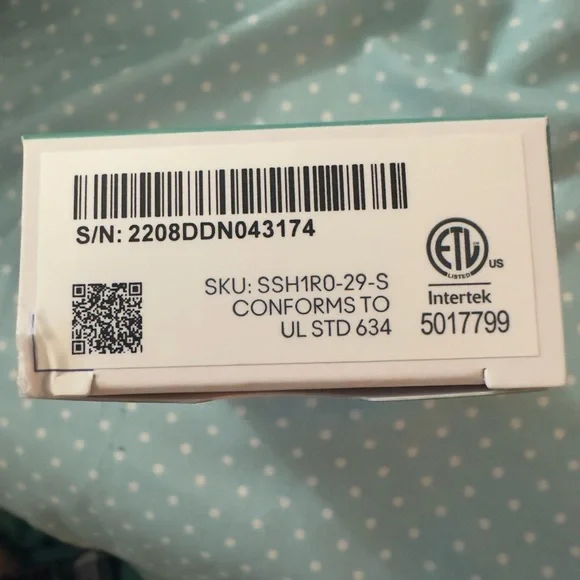 S/N: 2208DDN043174
ETL
LISTED
US
Intertek
5017799
SKU: SSH1R0-29-S
CONFORMS TO
UL STD 634